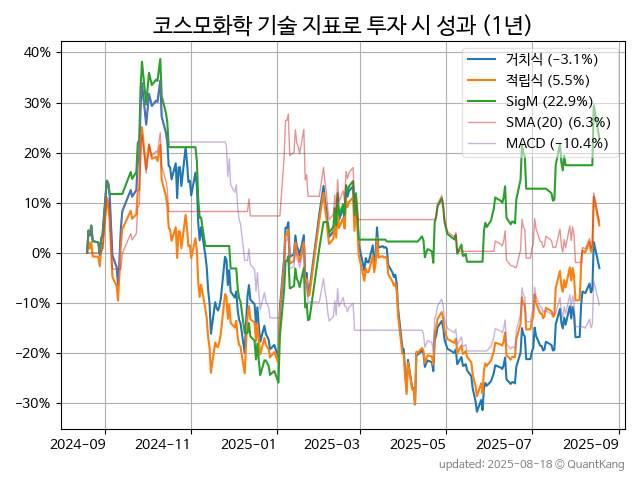 코스모화학 기술 지표로 투자 시 성과 (1년)
40%
30%
20%
10%
0%
−10%
−20%
−30%
거치식 (−3.1%)
적립식 (5.5%)
SigM (22.9%)
SMA(20) (6.3%)
MACD (−10.4%)
2024-09
2024-11
2025-01
2025-03
2025-05
2025-07
2025-09
updated: 2025-08-18 © QuantKang